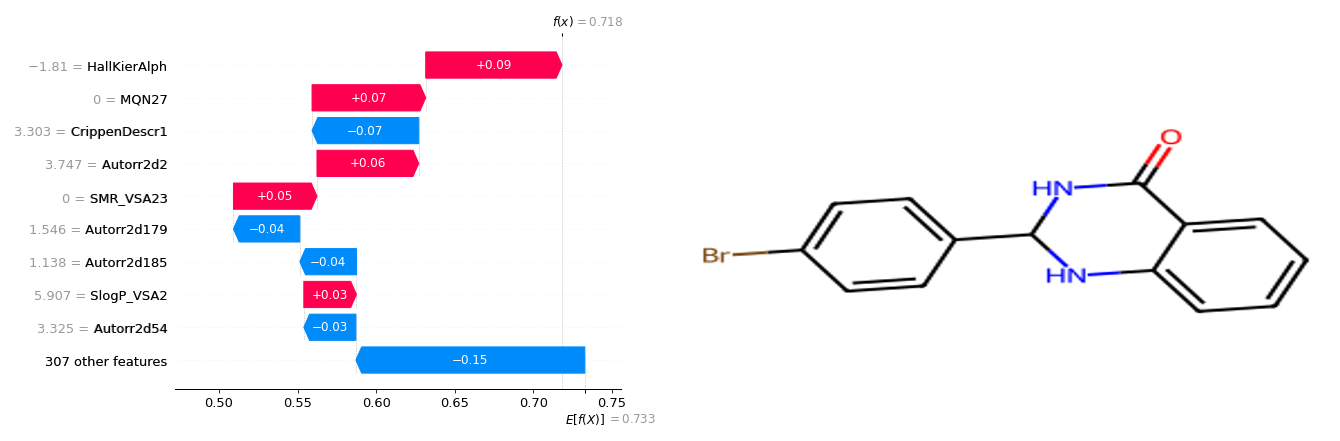 f(x) = 0.718
−1.81 = HallKierAlph
+0.09
0 = MQN27
+0.07
3.303 = CrippenDescr1
−0.07
3.747 = Autorr2d2
+0.06
0 = SMR_VSA23
+0.05
1.546 = Autorr2d179
−0.04
1.138 = Autorr2d185
−0.04
5.907 = SlogP_VSA2
+0.03
3.325 = Autorr2d54
−0.03
307 other features
−0.15
0.50 0.55 0.60 0.65 0.70 0.75
E[f(X)] = 0.733
O
HN
Br
HN